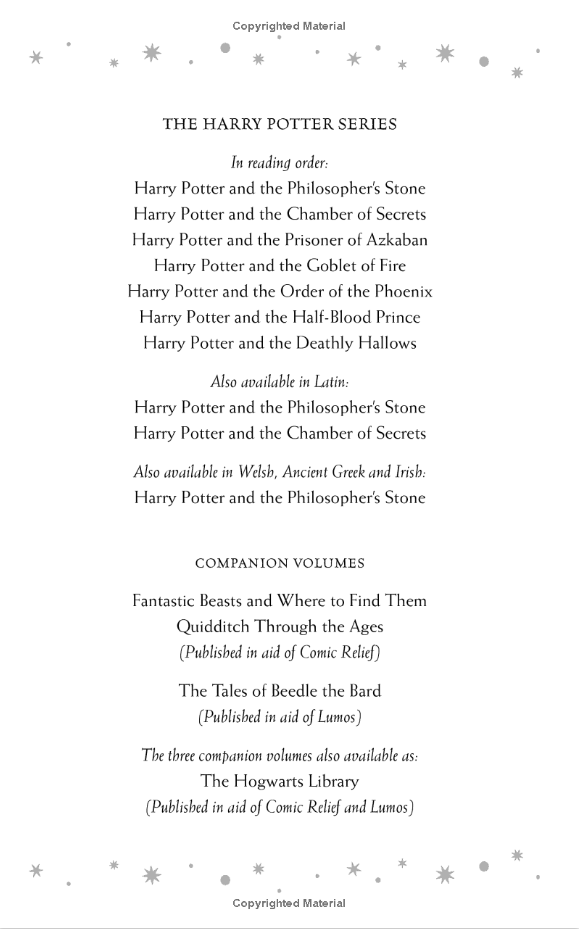 Copyrighted Material
THE HARRY POTTER SERIES
In reading order:
Harry Potter and the Philosopher's Stone
Harry Potter and the Chamber of Secrets
Harry Potter and the Prisoner of Azkaban
Harry Potter and the Goblet of Fire
Harry Potter and the Order of the Phoenix
Harry Potter and the Half-Blood Prince
Harry Potter and the Deathly Hallows
Also available in Latin:
Harry Potter and the Philosopher's Stone
Harry Potter and the Chamber of Secrets
Also available in Welsh, Ancient Greek and Irish:
Harry Potter and the Philosopher's Stone
COMPANION VOLUMES
Fantastic Beasts and Where to Find Them
Quidditch Through the Ages
(Published in aid of Comic Relief)
The Tales of Beedle the Bard
(Published in aid of Lumos)
The three companion volumes also available as:
The Hogwarts Library
(Published in aid of Comic Relief and Lumos)
Copyrighted Material